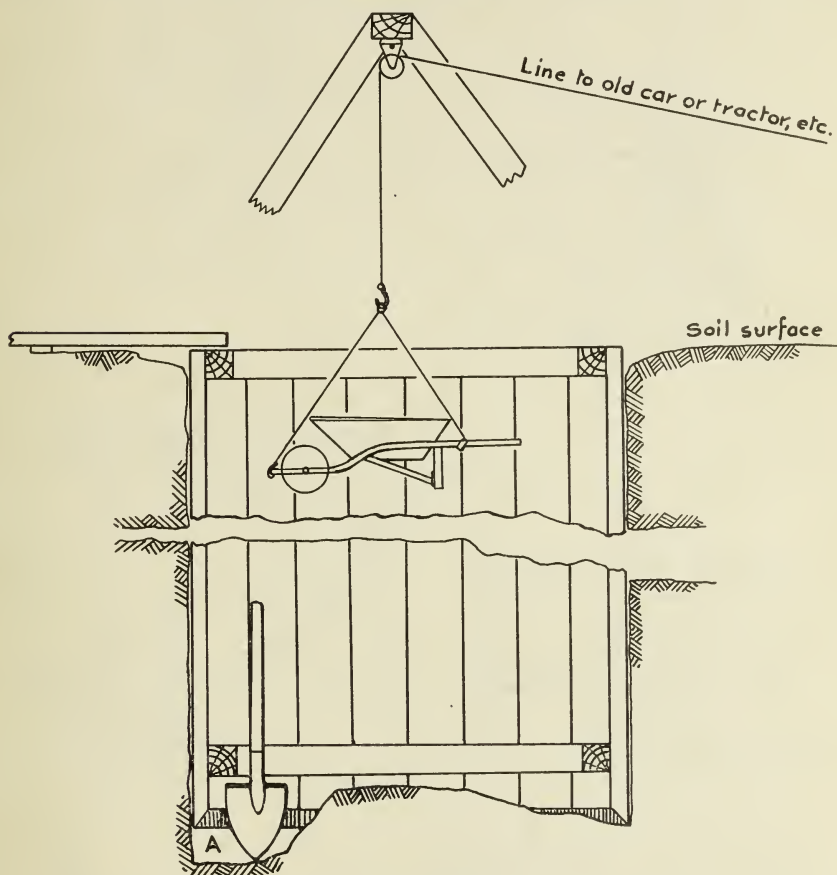 Line to old car or tractor, etc.
Soil surface
A